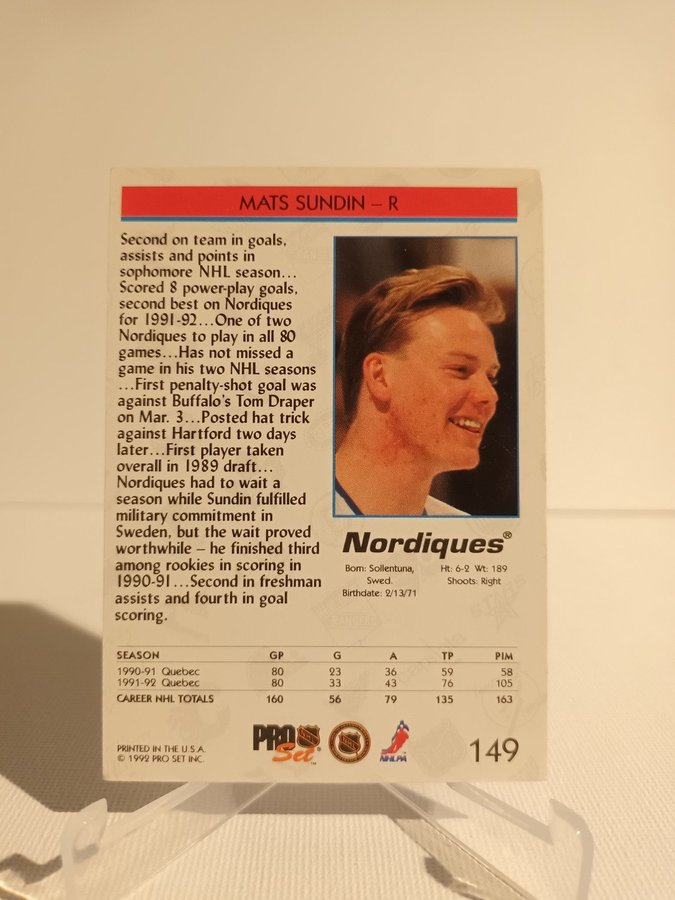 MATS SUNDIN – R
Second on team in goals,
assists and points in
sophomore NHL season...
Scored 8 power-play goals,
second best on Nordiques
for 1991-92...One of two
Nordiques to play in all 80
games...Has not missed a
game in his two NHL seasons
...First penalty-shot goal was
against Buffalo's Tom Draper
on Mar. 3...Posted hat trick
against Hartford two days
later...First player taken
overall in 1989 draft...
Nordiques had to wait a
season while Sundin fulfilled
military commitment in
Sweden, but the wait proved
worthwhile – he finished third
among rookies in scoring in
1990-91...Second in freshman
assists and fourth in goal
scoring.
Nordiques®
Born: Sollentuna,
Swed.
Birthdate: 2/13/71
Ht: 6-2 Wt: 189
Shoots: Right
SEASON GP G A TP PIM
1990-91 Quebec 80 23 36 59 58
1991-92 Quebec 80 33 43 76 105
CAREER NHL TOTALS 160 56 79 135 163
PRINTED IN THE U.S.A.
© 1992 PRO SET INC.
PRO
Set™
NHLPA
149